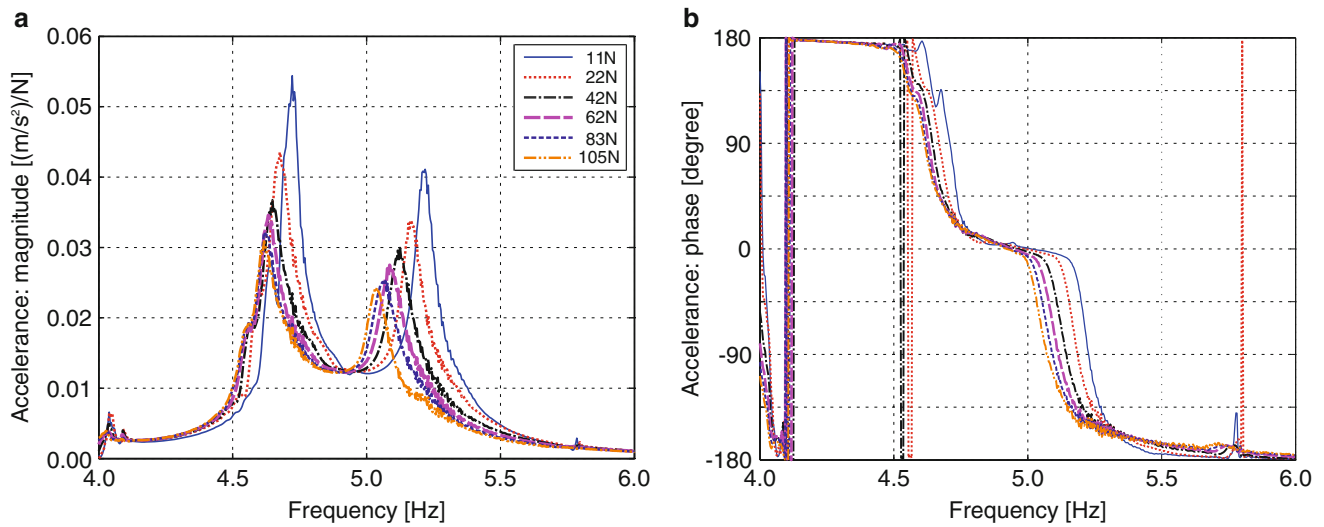 a
0.06
0.05
0.04
0.03
0.02
0.01
0.00
Accelerance: magnitude [(m/s²)/N]
11N
22N
42N
62N
83N
105N
4.0 4.5 5.0 5.5 6.0
Frequency [Hz]
b
180
90
0
-90
-180
Accelerance: phase [degree]
4.0 4.5 5.0 5.5 6.0
Frequency [Hz]